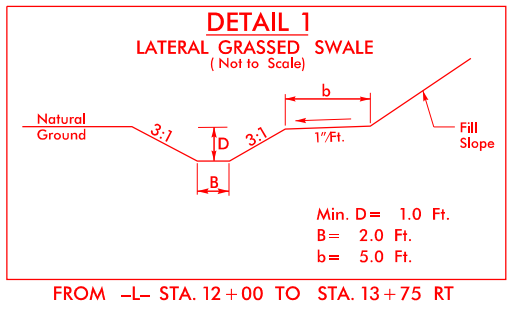 DETAIL 1
LATERAL GRASSED SWALE
( Not to Scale)
b
Natural
Ground
3:1
D
3:1
1"/Ft.
Fill
Slope
B
Min. D= 1.0 Ft.
B= 2.0 Ft.
b= 5.0 Ft.
FROM -L- STA. 12+00 TO STA. 13+75 RT